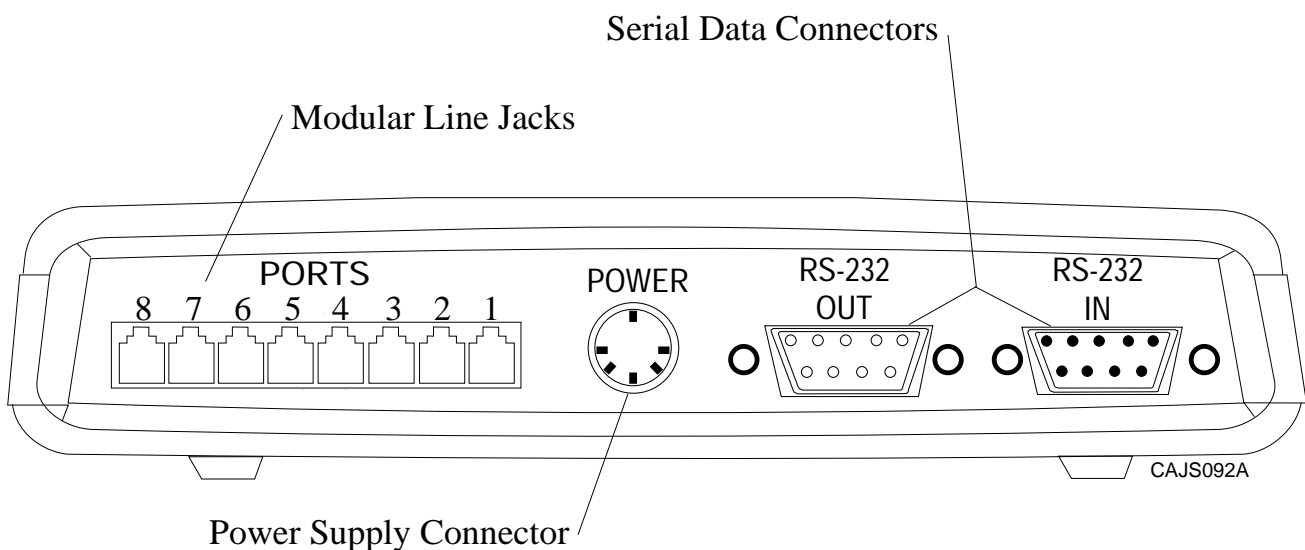 Serial Data Connectors
Modular Line Jacks
PORTS
8 7 6 5 4 3 2 1
POWER
RS-232
OUT
RS-232
IN
CAJS092A
Power Supply Connector